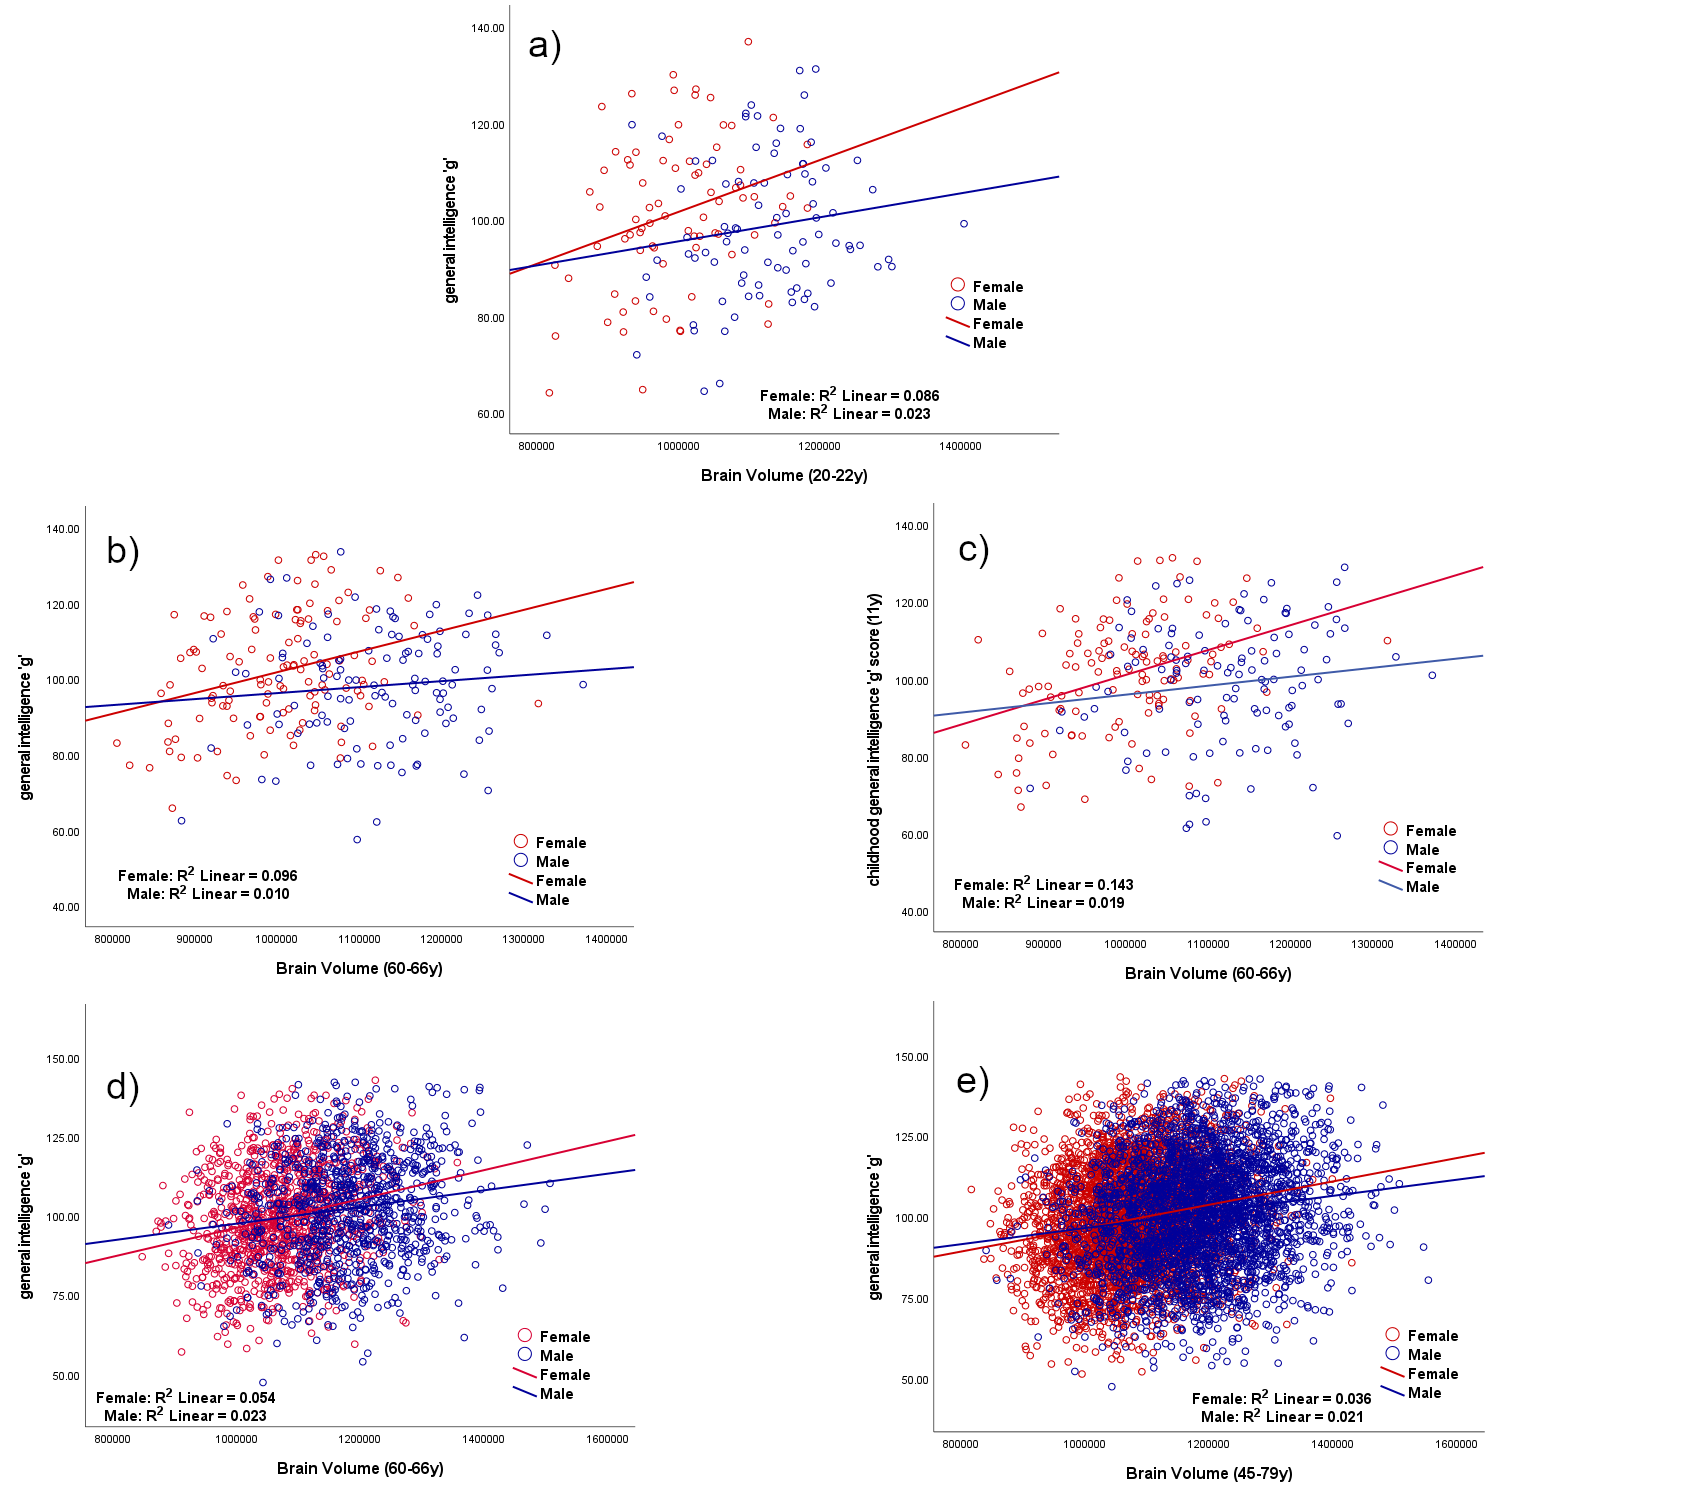 a)
140.00
120.00
100.00
80.00
60.00
general intelligence 'g'
Female
Male
Female
Male
Female: R2 Linear = 0.086
Male: R2 Linear = 0.023
800000 1000000 1200000 1400000
Brain Volume (20-22y)
b)
140.00
120.00
100.00
80.00
60.00
40.00
general intelligence 'g'
Female
Male
Female
Male
Female: R2 Linear = 0.096
Male: R2 Linear = 0.010
800000 900000 1000000 1100000 1200000 1300000 1400000
Brain Volume (60-66y)
c)
140.00
120.00
100.00
80.00
60.00
40.00
childhood general intelligence 'g' score (11y)
Female
Male
Female
Male
Female: R2 Linear = 0.143
Male: R2 Linear = 0.019
800000 900000 1000000 1100000 1200000 1300000 1400000
Brain Volume (60-66y)
d)
150.00
125.00
100.00
75.00
50.00
general intelligence 'g'
Female
Male
Female
Male
Female: R2 Linear = 0.054
Male: R2 Linear = 0.023
800000 1000000 1200000 1400000 1600000
Brain Volume (60-66y)
e)
150.00
125.00
100.00
75.00
50.00
general intelligence 'g'
Female
Male
Female
Male
Female: R2 Linear = 0.036
Male: R2 Linear = 0.021
800000 1000000 1200000 1400000 1600000
Brain Volume (45-79y)